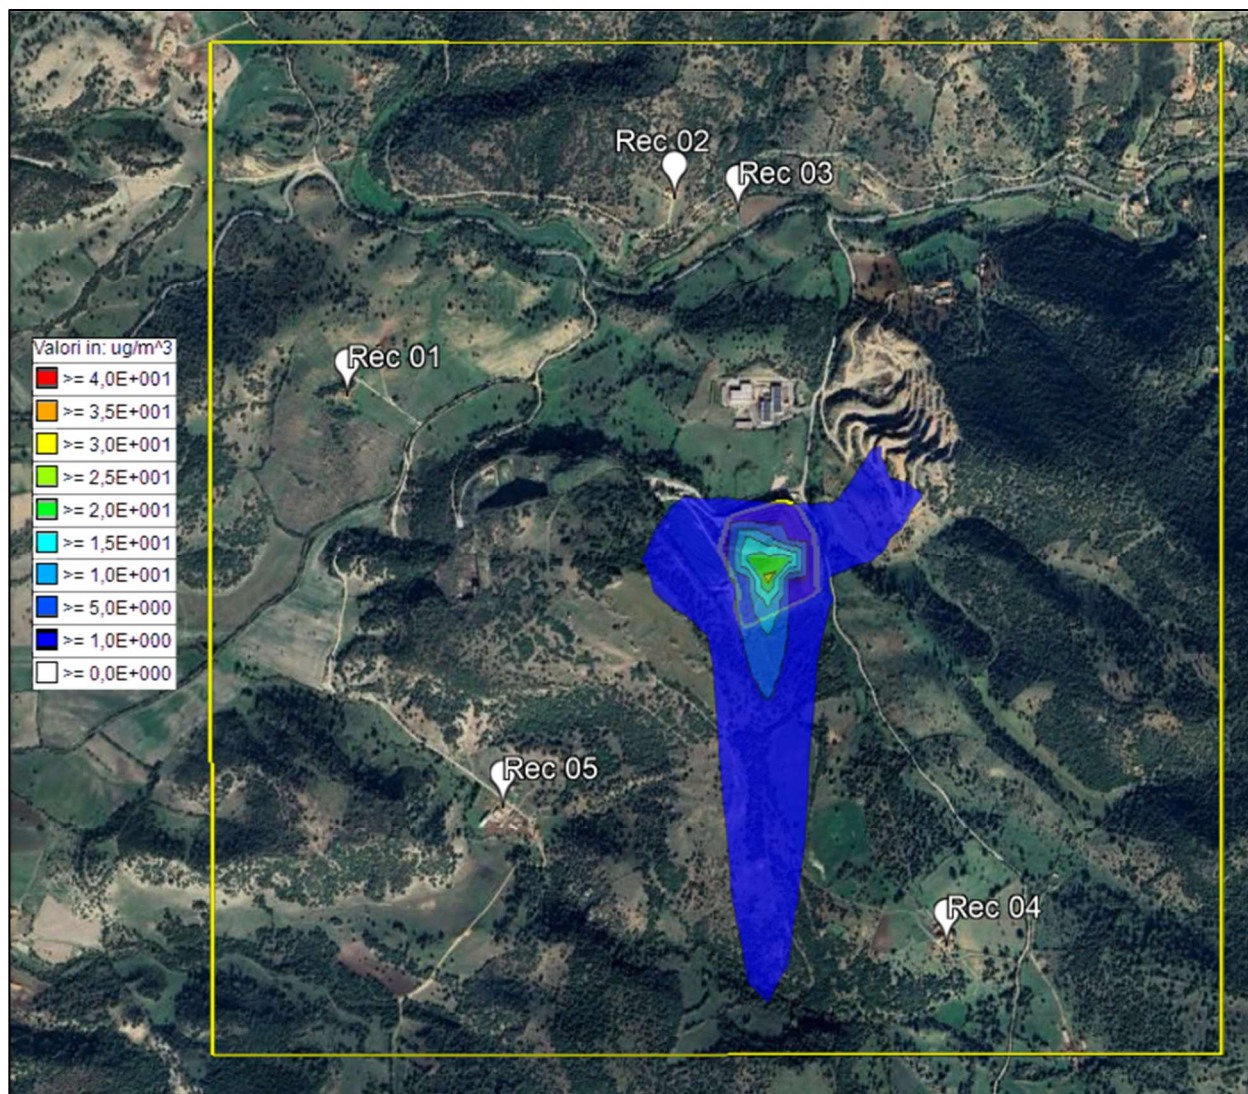 Rec 02
Rec 03
Rec 01
Valori in: ug/m^3
>= 4,0E+001
>= 3,5E+001
>= 3,0E+001
>= 2,5E+001
>= 2,0E+001
>= 1,5E+001
>= 1,0E+001
>= 5,0E+000
>= 1,0E+000
>= 0,0E+000
Rec 05
Rec 04